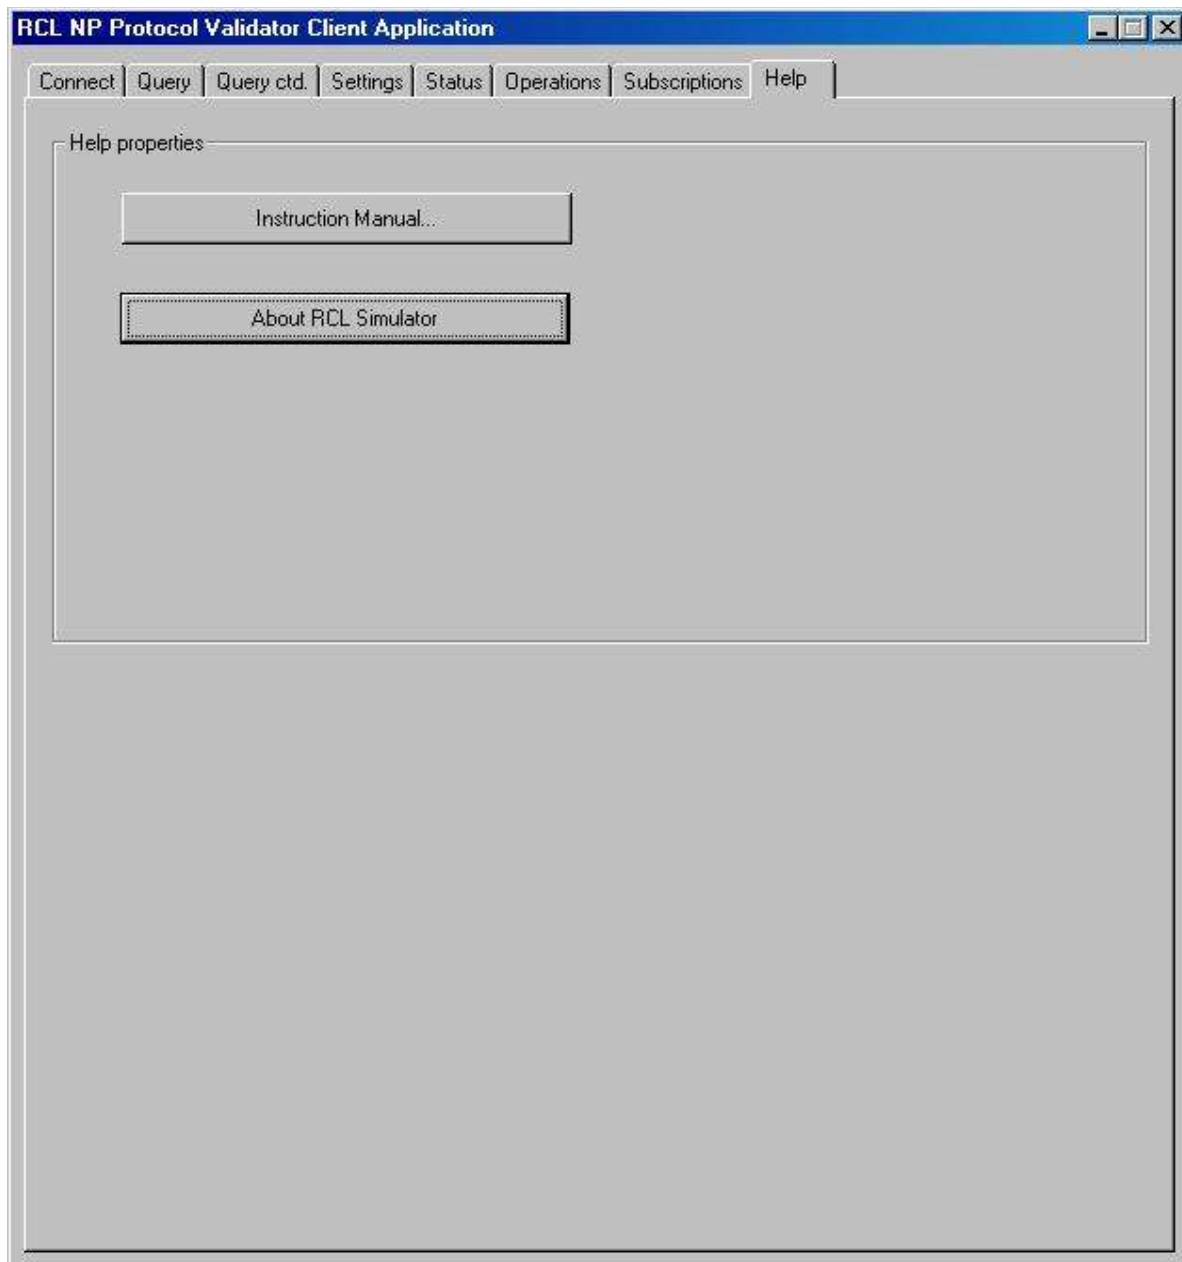 RCL NP Protocol Validator Client Application
Connect Query Query ctd. Settings Status Operations Subscriptions Help
Help properties
Instruction Manual...
About RCL Simulator